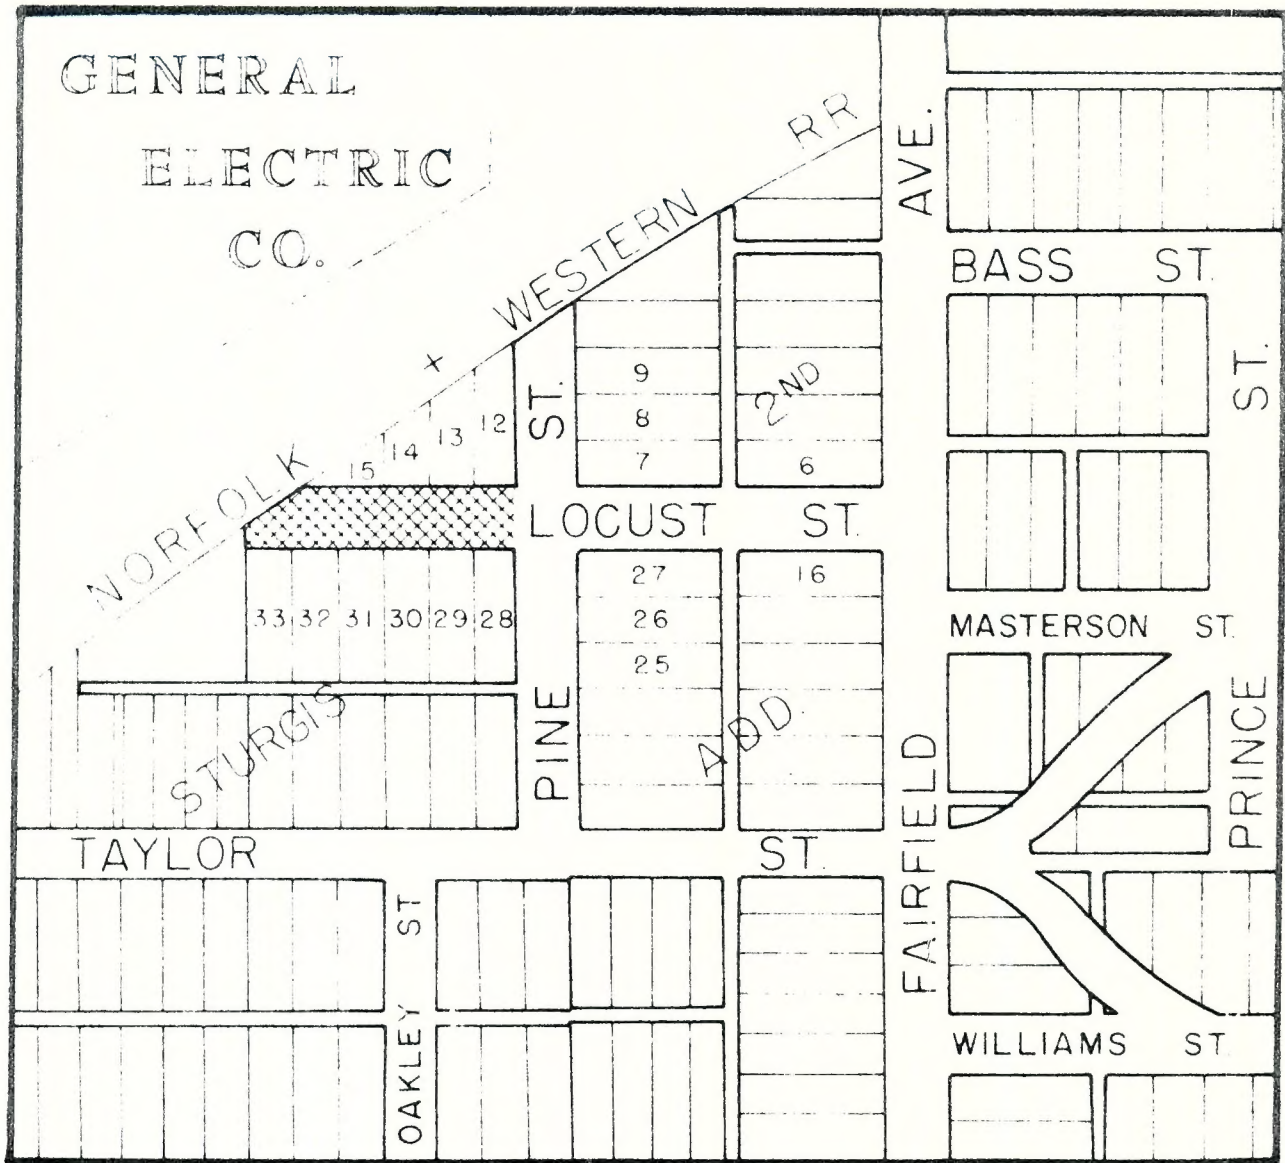 GENERAL
ELECTRIC
CO.
NORFOLK & WESTERN RR
AVE.
BASS ST.
ST.
9
8
7
2ND
6
ST.
12
13
14
15
LOCUST ST.
33 32 31 30 29 28
27
26
25
16
MASTERSON ST.
STURGIS
ADD.
PINE
FAIRFIELD
PRINCE
TAYLOR ST.
OAKLEY ST
WILLIAMS ST